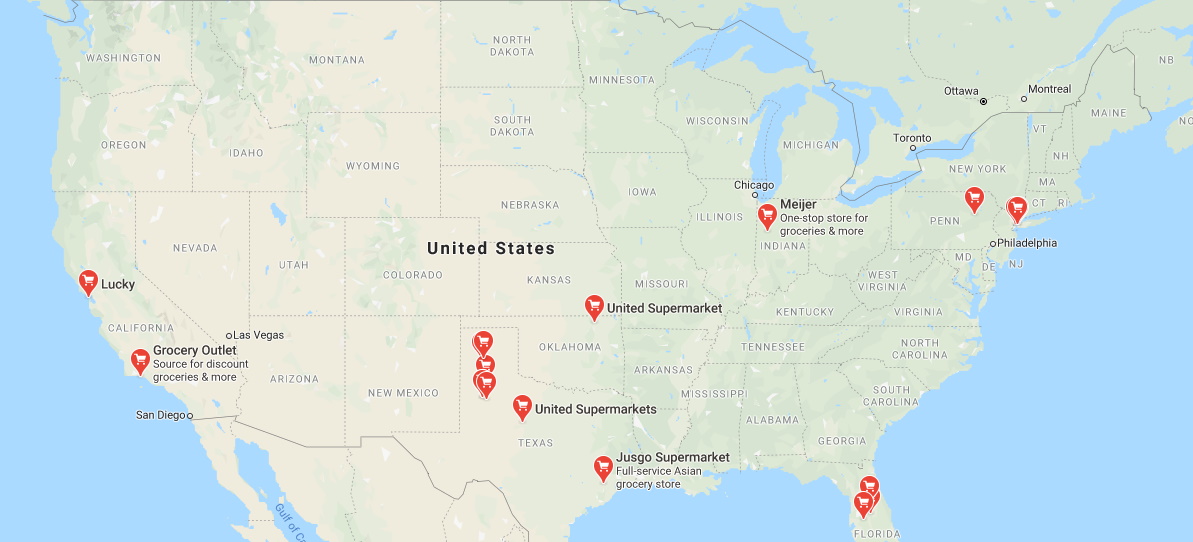 NORTH
DAKOTA
WASHINGTON
MONTANA
MINNESOTA
NB
Ottawa
Montreal
MAINE
SOUTH
DAKOTA
WISCONSIN
VT
NO
Toronto
OREGON
IDAHO
MICHIGAN
NH
WYOMING
NEW YORK
MA
Chicago
IOWA
NEBRASKA
Meijer
One-stop store for
groceries & more
CT
RI
ILLINOIS
PENN
INDIANA
Philadelphia
United States
NEVADA
UTAH
COLORADO
KANSAS
MD
DE
NJ
WEST
VIRGINIA
MISSOURI
Lucky
United Supermarket
KENTUCKY
VIRGINIA
CALIFORNIA
Las Vegas
OKLAHOMA
TENNESSEE
NORTH
CAROLINA
Grocery Outlet
Source for discount
groceries & more
ARIZONA
NEW MEXICO
ARKANSAS
MISSISSIPPI
SOUTH
CAROLINA
San Diego
United Supermarkets
ALABAMA
TEXAS
GEORGIA
Jusgo Supermarket
Full-service Asian
grocery store
Gulf of C
FLORIDA